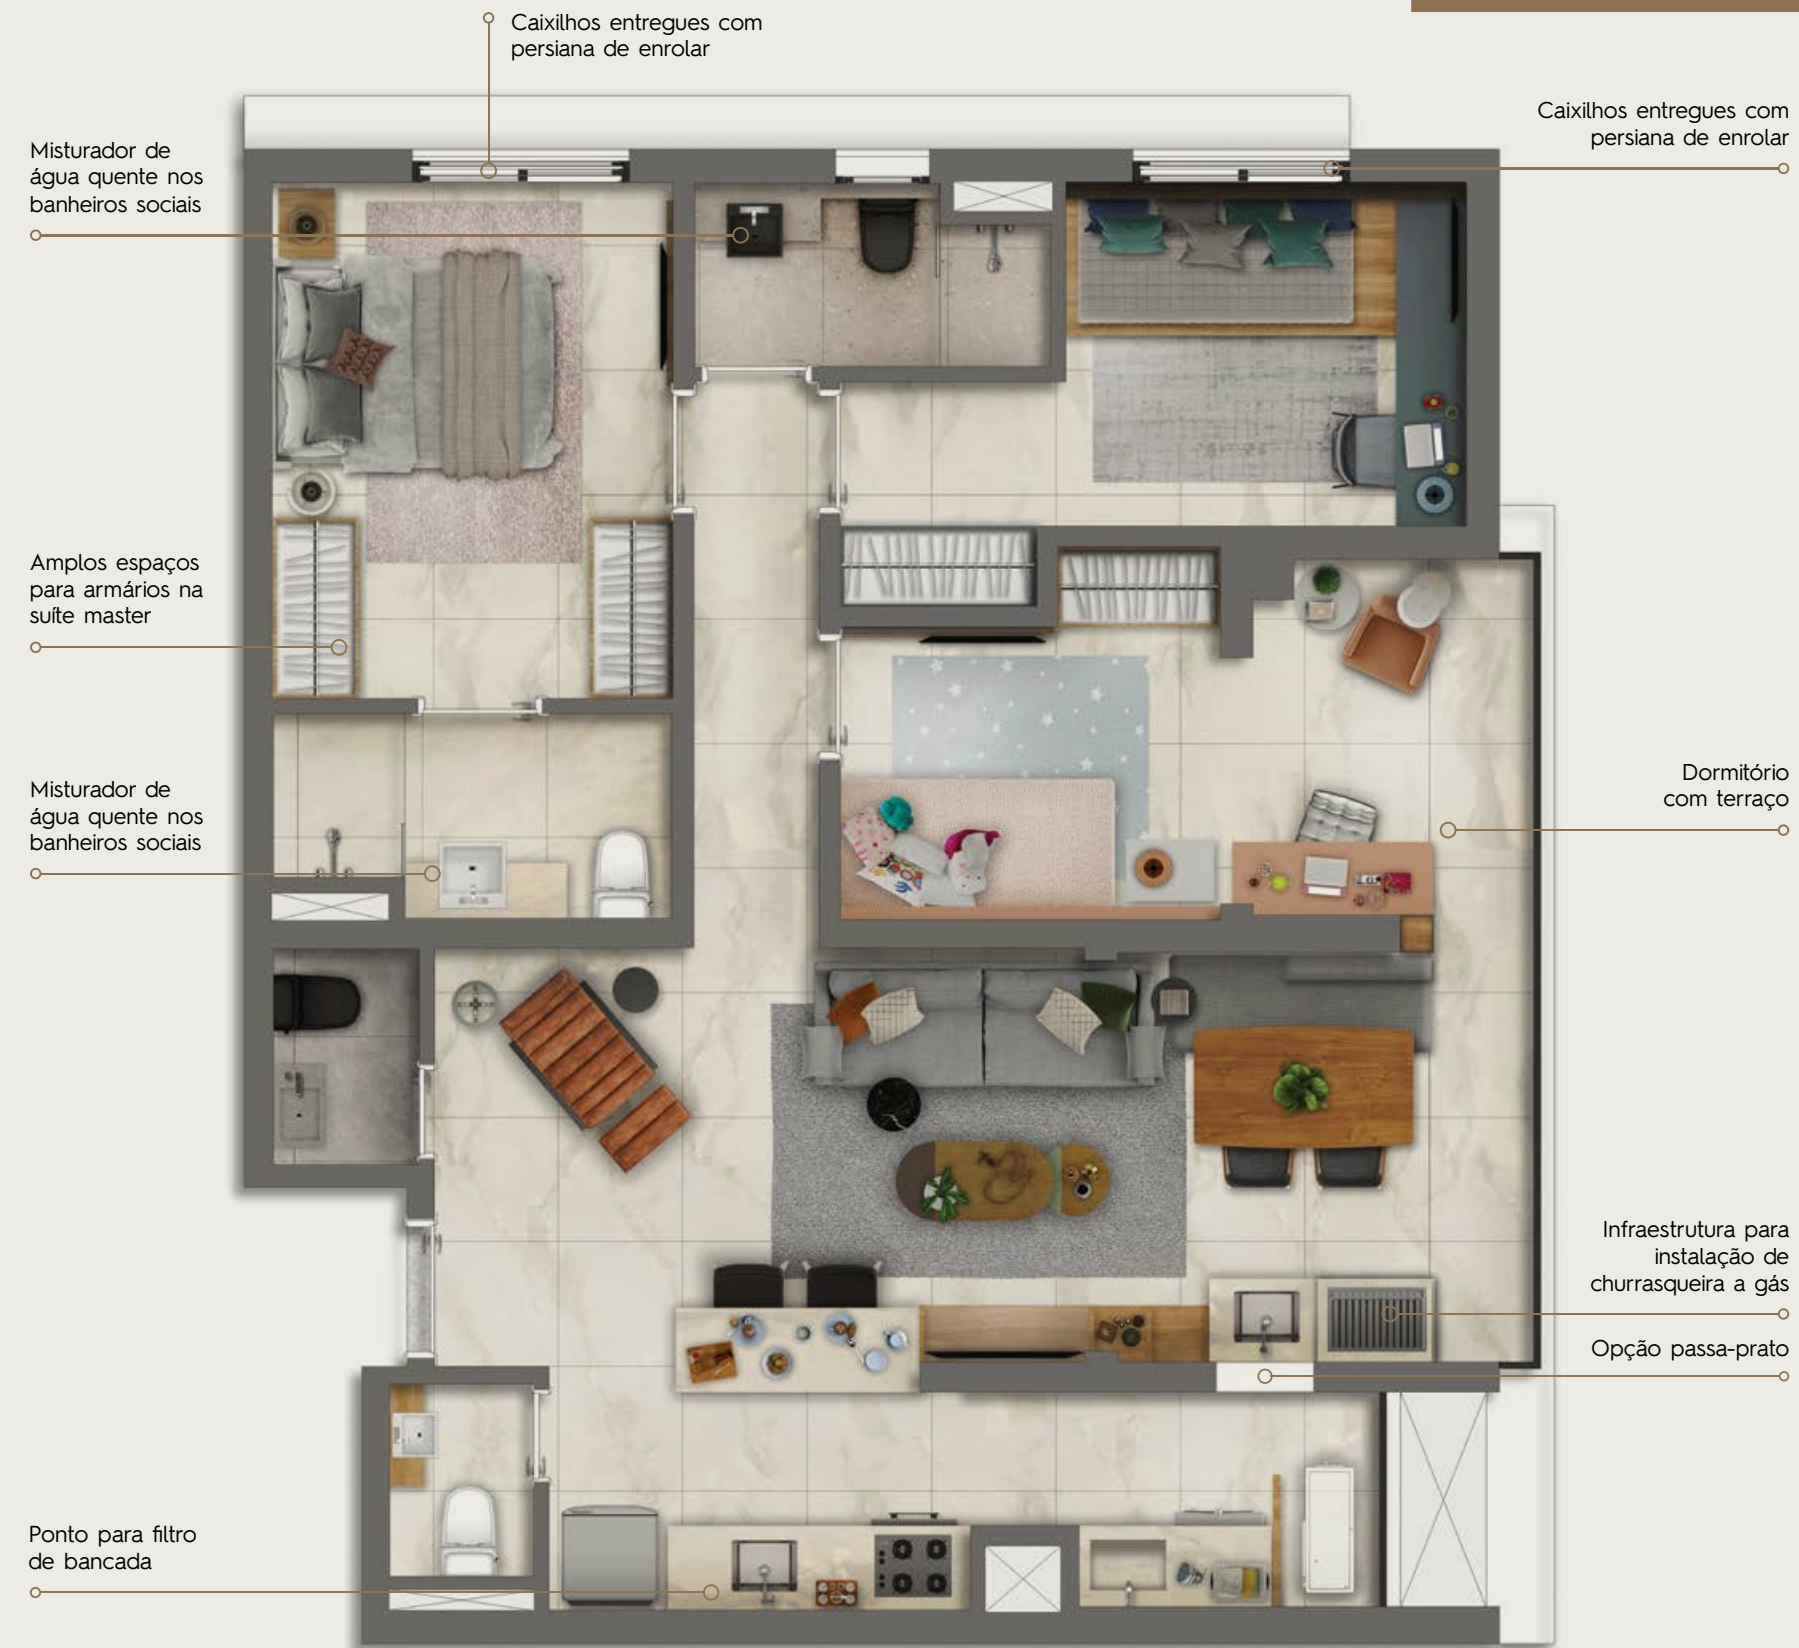 Caixilhos entregues com
persiana de enrolar
Caixilhos entregues com
persiana de enrolar
Misturador de
água quente nos
banheiros sociais
Amplos espaços
para armários na
suíte master
Misturador de
água quente nos
banheiros sociais
Dormitório
com terraço
Infraestrutura para
instalação de
churrasqueira a gás
Opção passa-prato
Ponto para filtro
de bancada